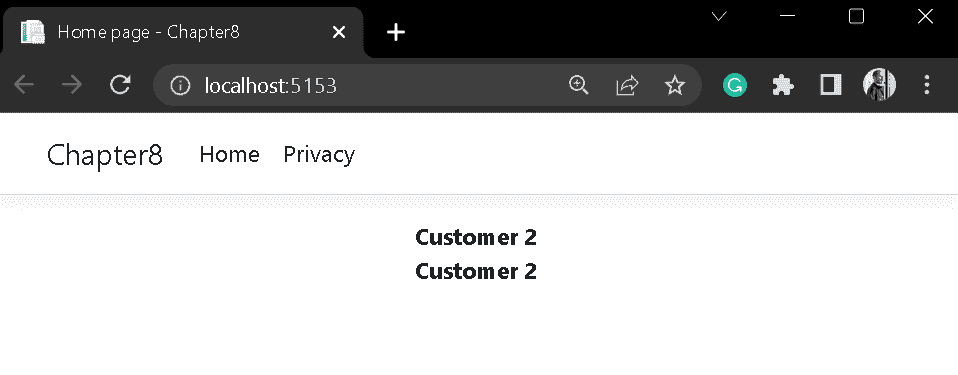 Home page - Chapter8
localhost:5153
Chapter8 Home Privacy
Customer 2
Customer 2